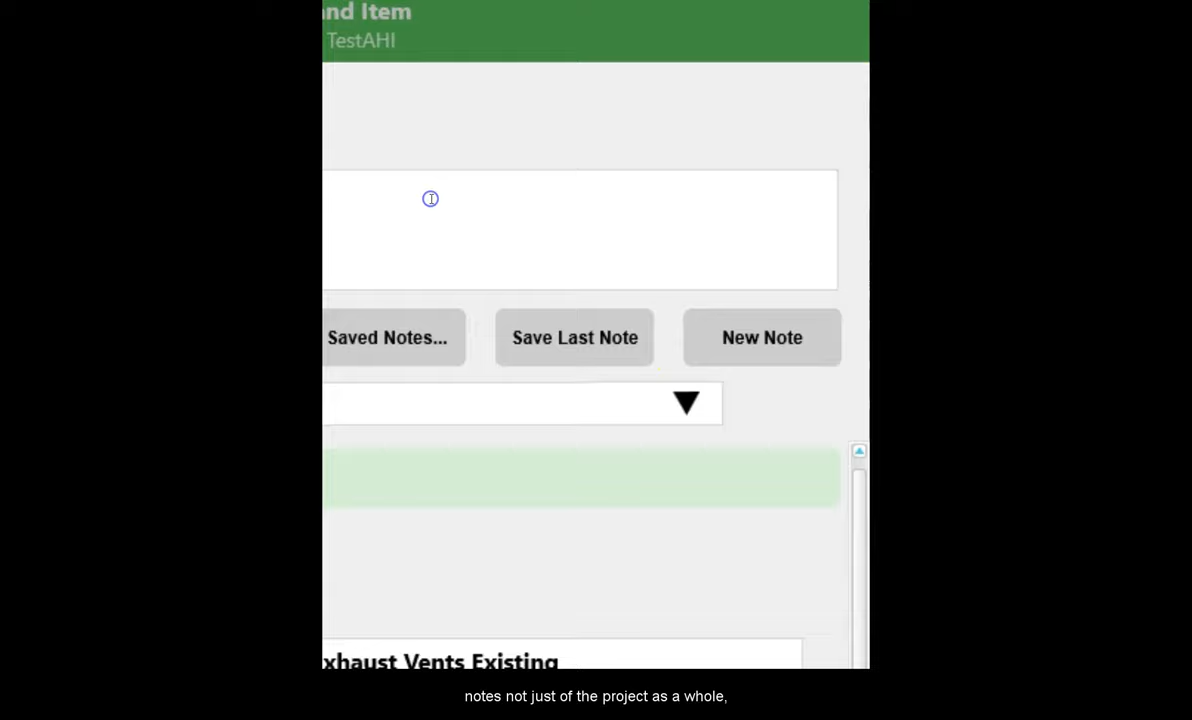 nd Item
TestAHI
Saved Notes...
Save Last Note
New Note
xhaust Vents Existing
notes not just of the project as a whole,